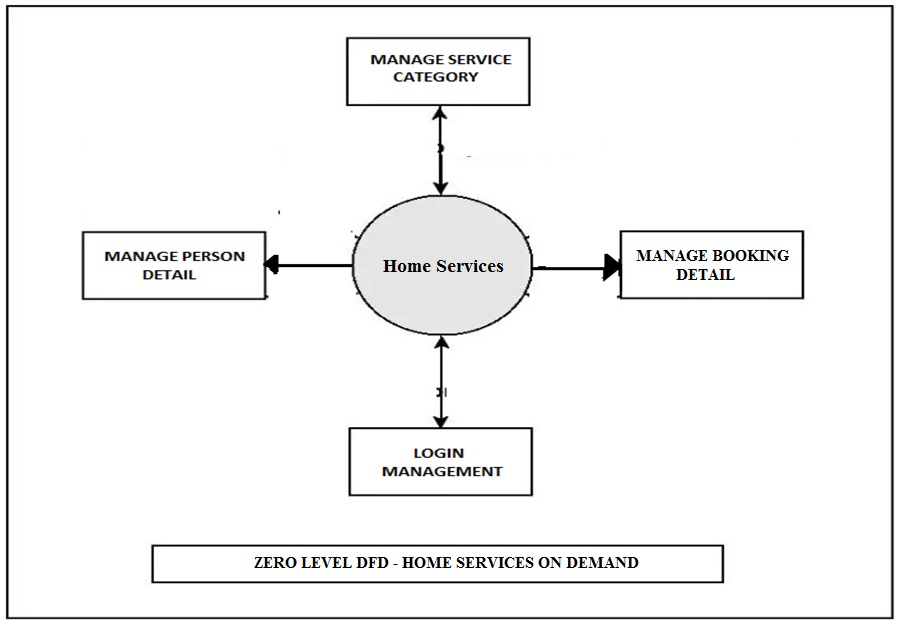 MANAGE SERVICE
CATEGORY
MANAGE PERSON
DETAIL
Home Services
MANAGE BOOKING
DETAIL
LOGIN
MANAGEMENT
ZERO LEVEL DFD - HOME SERVICES ON DEMAND